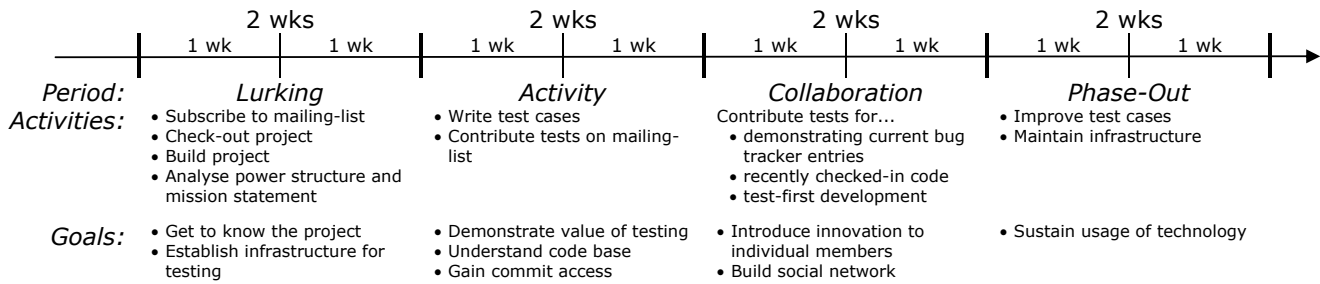 2 wks 2 wks 2 wks 2 wks
1 wk 1 wk 1 wk 1 wk 1 wk 1 wk 1 wk 1 wk
Period: Lurking Activity Collaboration Phase-Out
Activities:
• Subscribe to mailing-list
• Check-out project
• Build project
• Analyse power structure and
mission statement
• Write test cases
• Contribute tests on mailing-
list
Contribute tests for...
• demonstrating current bug
tracker entries
• recently checked-in code
• test-first development
• Improve test cases
• Maintain infrastructure
Goals:
• Get to know the project
• Establish infrastructure for
testing
• Demonstrate value of testing
• Understand code base
• Gain commit access
• Introduce innovation to
individual members
• Build social network
• Sustain usage of technology